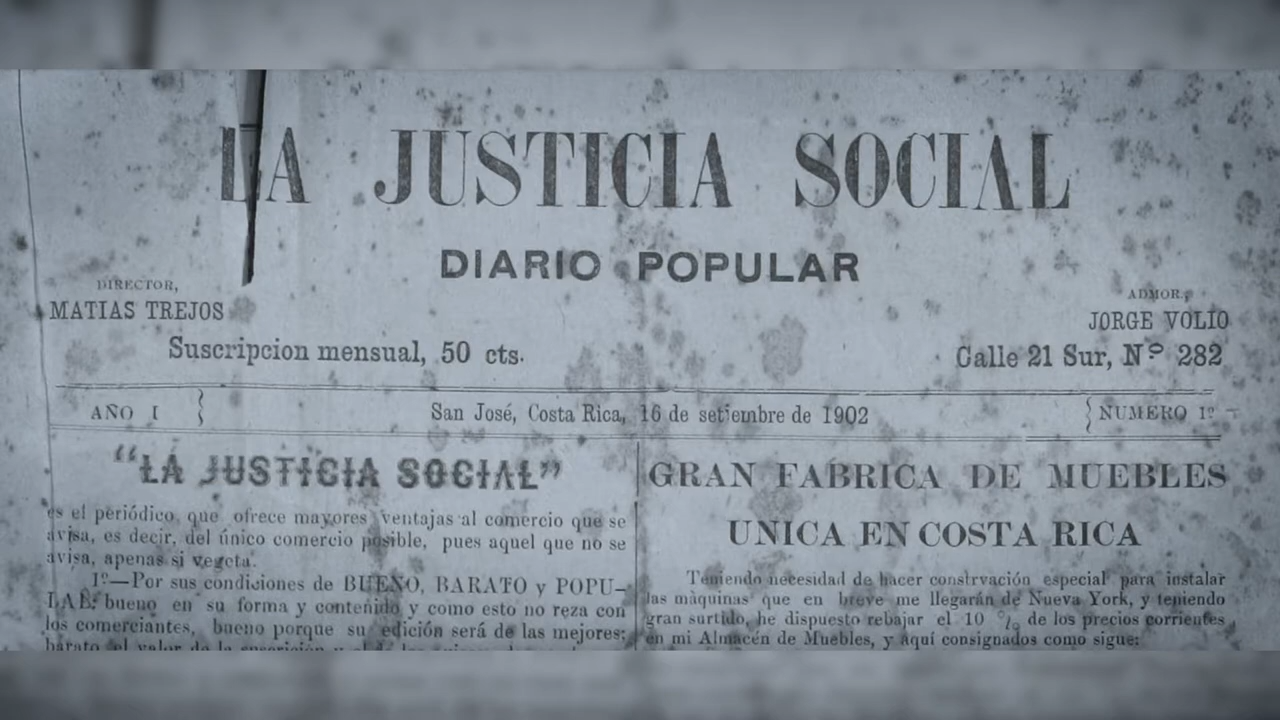 LA JUSTICIA SOCIAL
DIARIO POPULAR
DIRECTOR,
MATIAS TREJOS
ADMOR,
JORGE VOLIO
Suscripcion mensual, 50 cts.
Calle 21 Sur, Nº 282
AÑO I
San José, Costa Rica, 16 de setiembre de 1902
NUMERO 1º
“LA JUSTICIA SOCIAL”
es el periódico que ofrece mayores ventajas al comercio que se
avisa, es decir, del único comercio posible, pues aquel que no se
avisa, apenas si vegeta.
1º—Por sus condiciones de BUENO, BARATO y POPU-
LAR: bueno en su forma y contenido y como esto no reza con
los comerciantes, bueno porque su edición será de las mejores;
barato el valor de la
GRAN FABRICA DE MUEBLES
UNICA EN COSTA RICA
Teniendo necesidad de hacer constrvación especial para instalar
las màquinas que en breve me llegarán de Nueva York, y teniendo
gran surtido, he dispuesto rebajar el 10 % de los precios corrientes
en mi Almacén de Muebles, y aquí consignados como sigue: